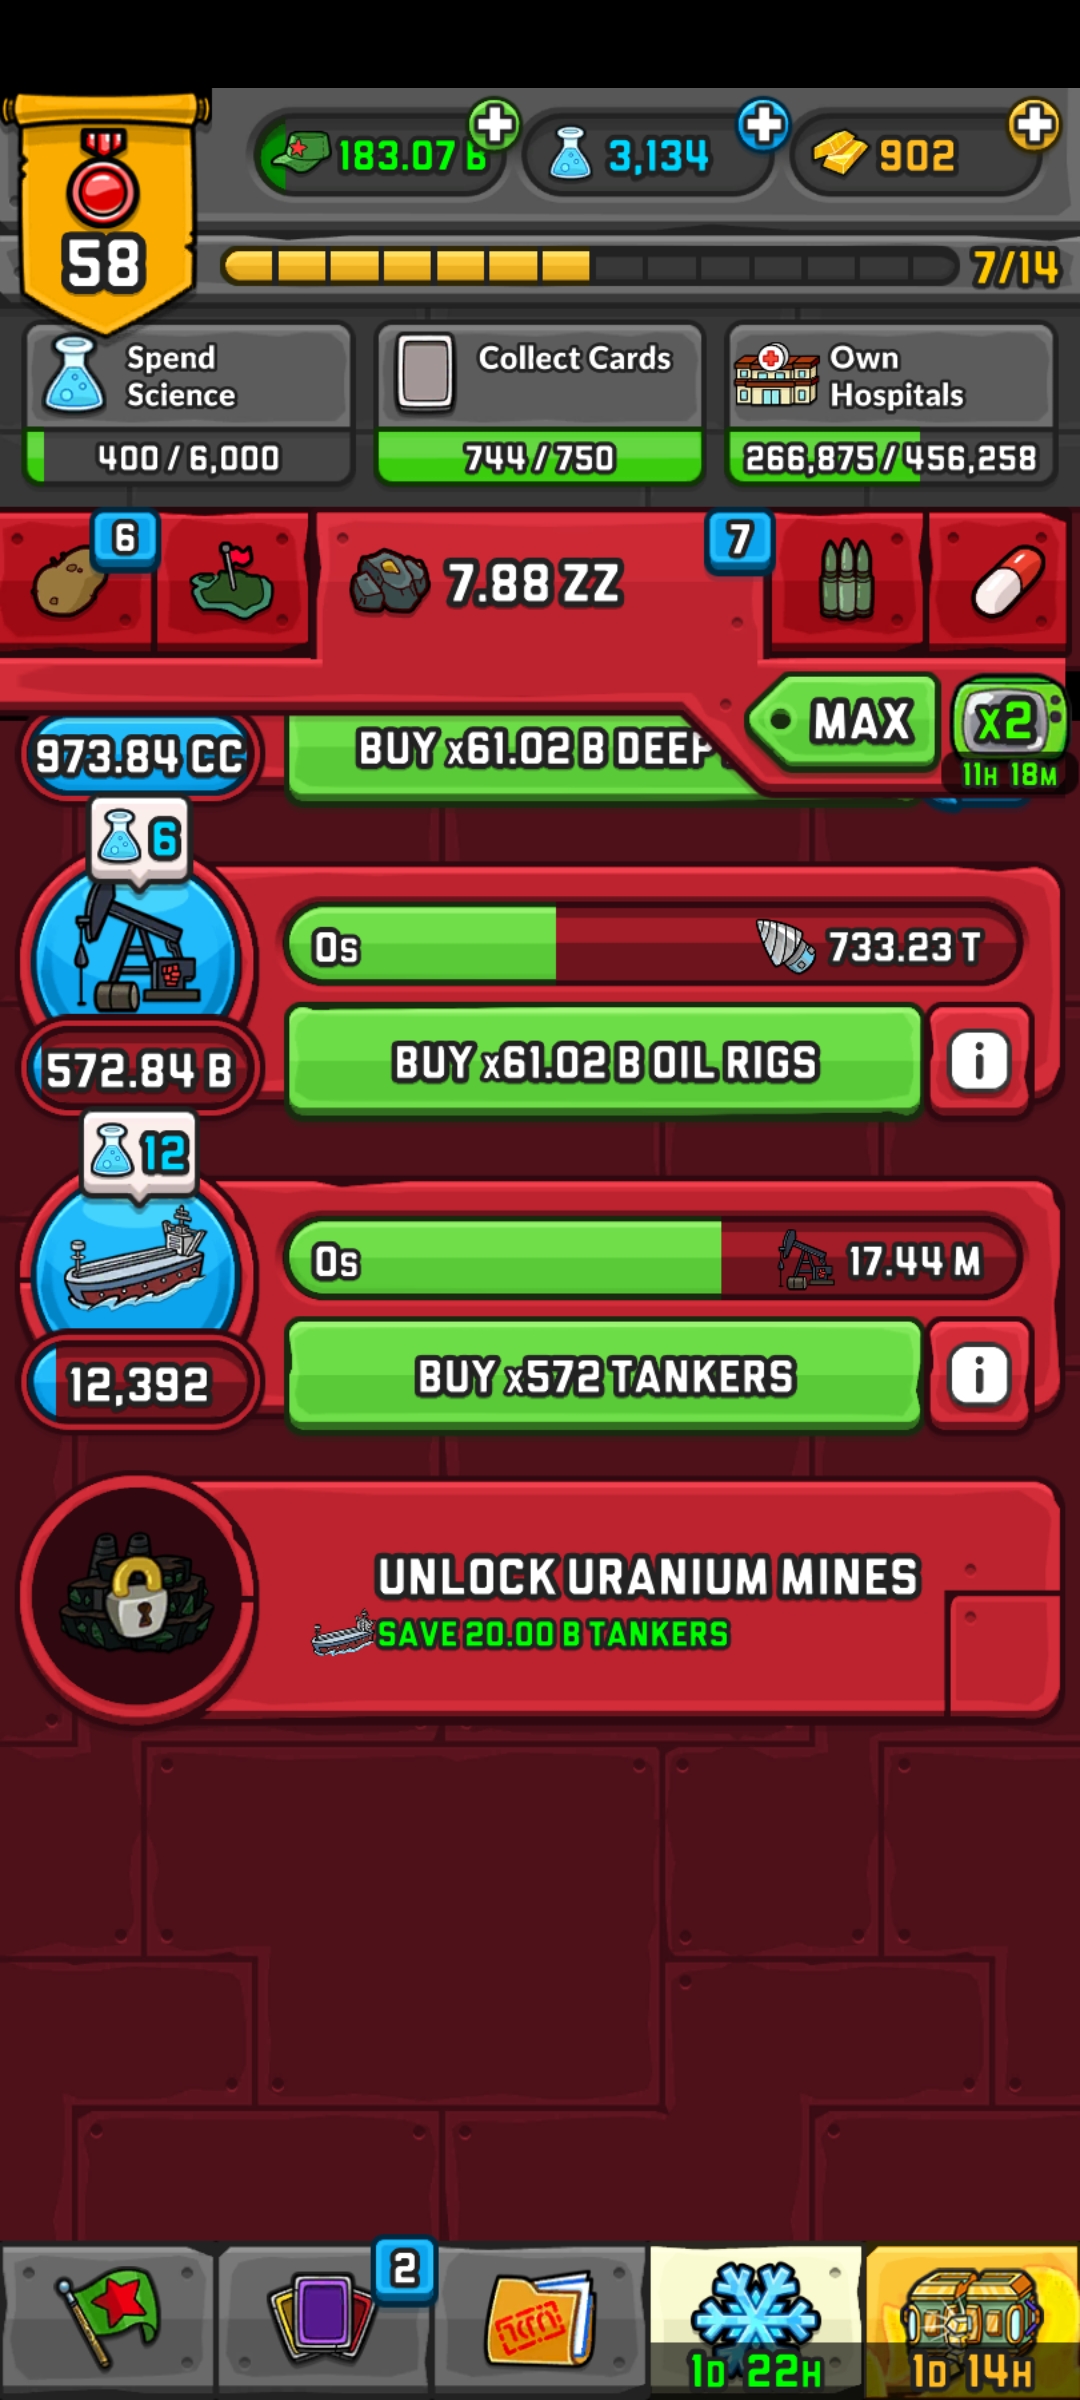 58
183.07 B
3,134
902
7/14
Spend
Science
400 / 6,000
Collect Cards
744 / 750
Own
Hospitals
266,875 / 456,258
6
7.88 ZZ
7
MAX
x2
11H 18M
973.84 CC
BUY x61.02 B DEEP
6
0s
733.23 T
572.84 B
BUY x61.02 B OIL RIGS
i
12
0s
17.44 M
12,392
BUY x572 TANKERS
i
UNLOCK URANIUM MINES
SAVE 20.00 B TANKERS
2
1D 22H
1D 14H